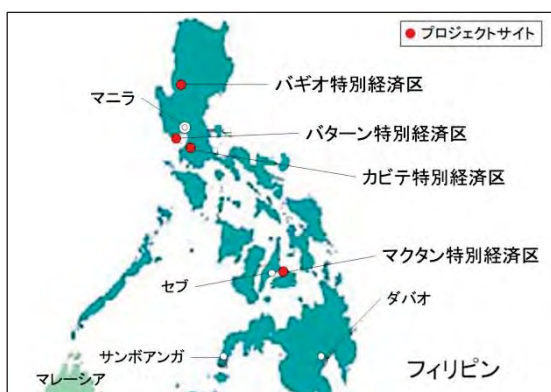 プロジェクトサイト
バギオ特別経済区
マニラ
バターン特別経済区
カビテ特別経済区
マクタン特別経済区
セブ
ダバオ
サンボアンガ
フィリピン
マレーシア